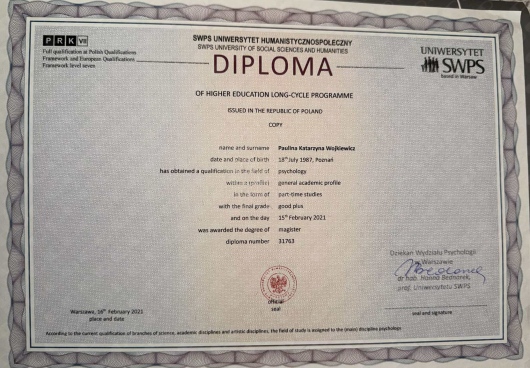 PRK VII
Full qualification at Polish Qualifications
Framework and European Qualifications
Framework level seven
SWPS UNIWERSYTET HUMANISTYCZNOSPOŁECZNY
SWPS UNIVERSITY OF SOCIAL SCIENCES AND HUMANITIES
DIPLOMA
UNIWERSYTET
SWPS
based in Warsaw
OF HIGHER EDUCATION LONG-CYCLE PROGRAMME
ISSUED IN THE REPUBLIC OF POLAND
COPY
name and surname Paulina Katarzyna Wojkiewicz
date and place of birth 18th July 1987, Poznań
has obtained a qualification in the field of psychology
within a (profile) general academic profile
in the form of part-time studies
with the final grade good plus
and on the day 15th February 2021
was awarded the degree of magister
diploma number 31763
Dziekan Wydziału Psychologii
w Warszawie
dr hab. Hanna Bednarek,
prof. Uniwersytetu SWPS
official
seal
Warszawa, 16th February 2021
place and date
seal and signature
According to the current qualification of branches of science, academic disciplines and artistic disciplines, the field of study is assigned to the (main) discipline psychology